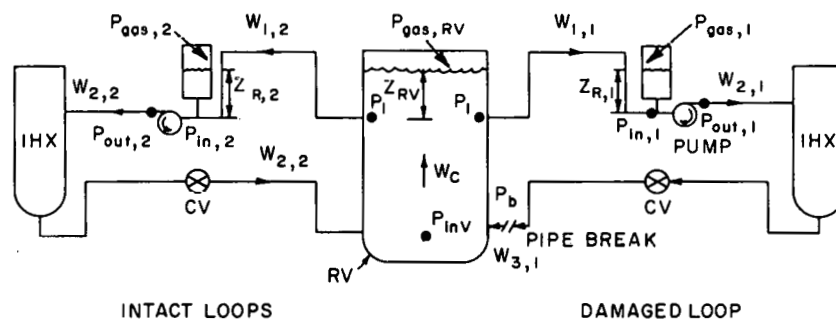 W1,2
Pgas,RV
W1,1
Pgas,2
Pgas,1
ZR,2
ZRV
ZR,1
W2,2
P1
P1
W2,1
Pout,2
Pin,2
Pin,1
Pout,1
IHX
PUMP
IHX
W2,2
WC
CV
Pb
CV
PinV
PIPE BREAK
RV
W3,1
INTACT LOOPS
DAMAGED LOOP